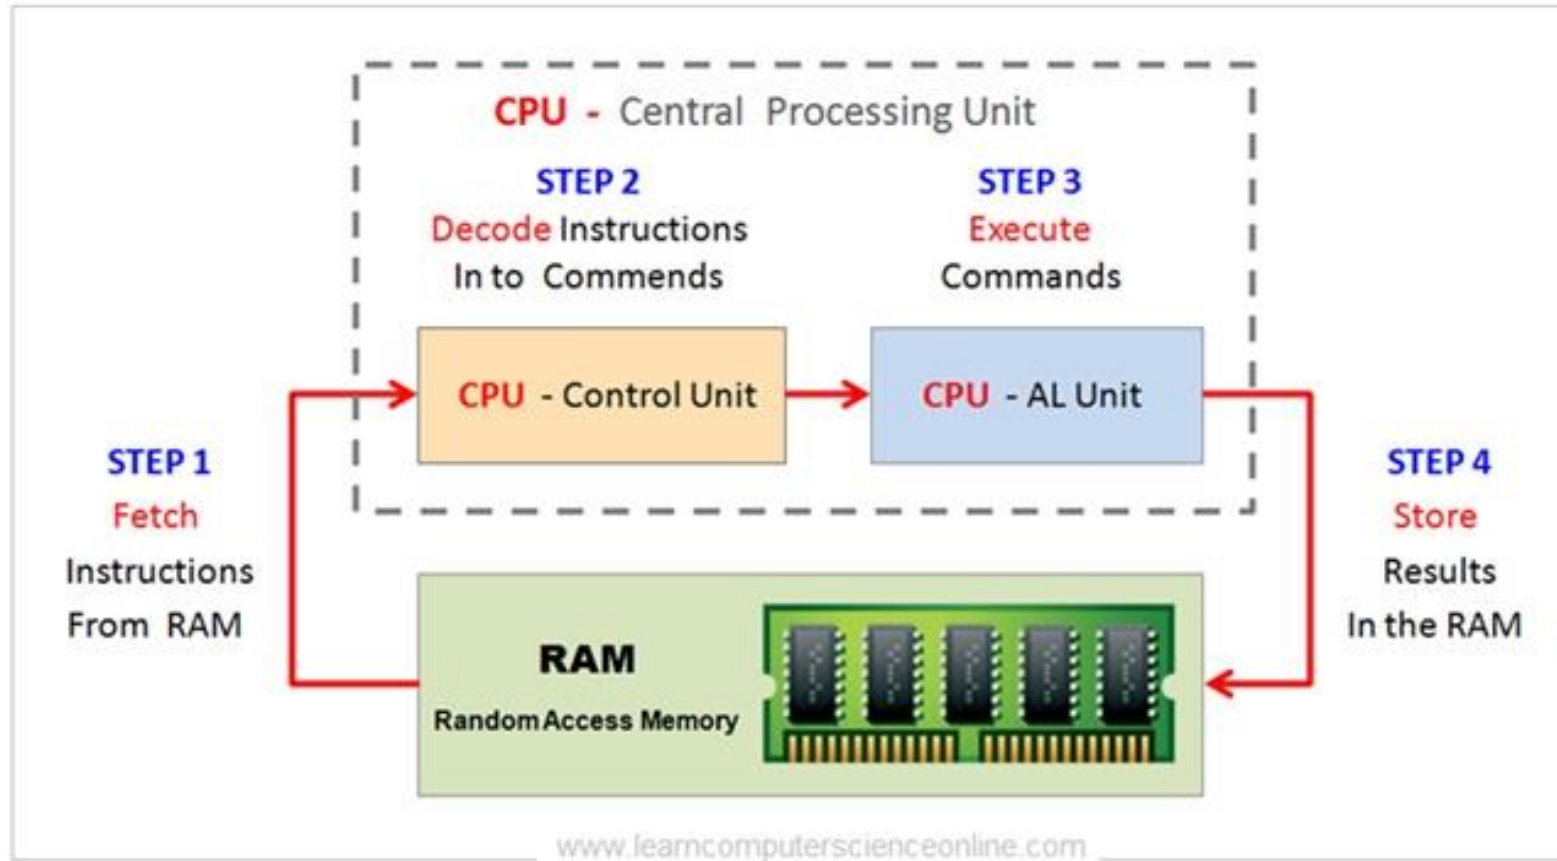 CPU - Central Processing Unit
STEP 2
Decode Instructions
In to Commends
STEP 3
Execute
Commands
CPU - Control Unit
CPU - AL Unit
STEP 1
Fetch
Instructions
From RAM
STEP 4
Store
Results
In the RAM
RAM
Random Access Memory
www.learncomputerscienceonline.com